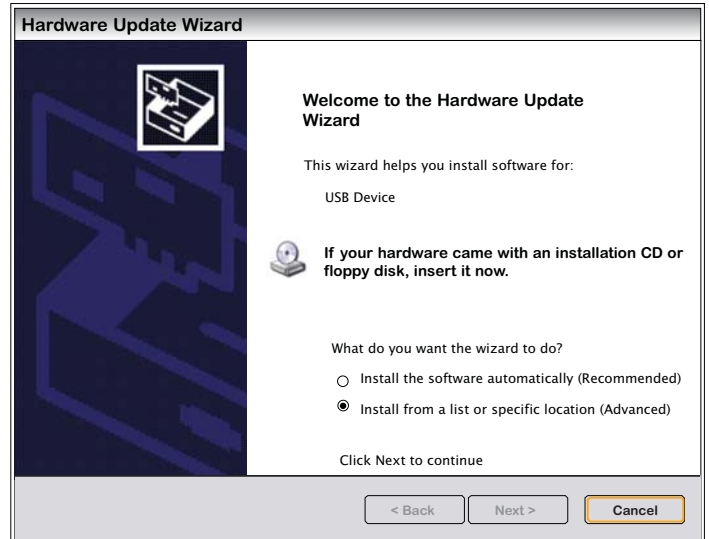 Hardware Update Wizard
Welcome to the Hardware Update
Wizard
This wizard helps you install software for:
USB Device
If your hardware came with an installation CD or
floppy disk, insert it now.
What do you want the wizard to do?
Install the software automatically (Recommended)
Install from a list or specific location (Advanced)
Click Next to continue
< Back Next > Cancel